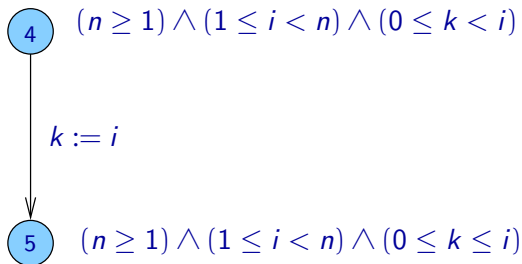 4 (n ≥ 1) ∧ (1 ≤ i < n) ∧ (0 ≤ k < i)
k := i
5 (n ≥ 1) ∧ (1 ≤ i < n) ∧ (0 ≤ k ≤ i)